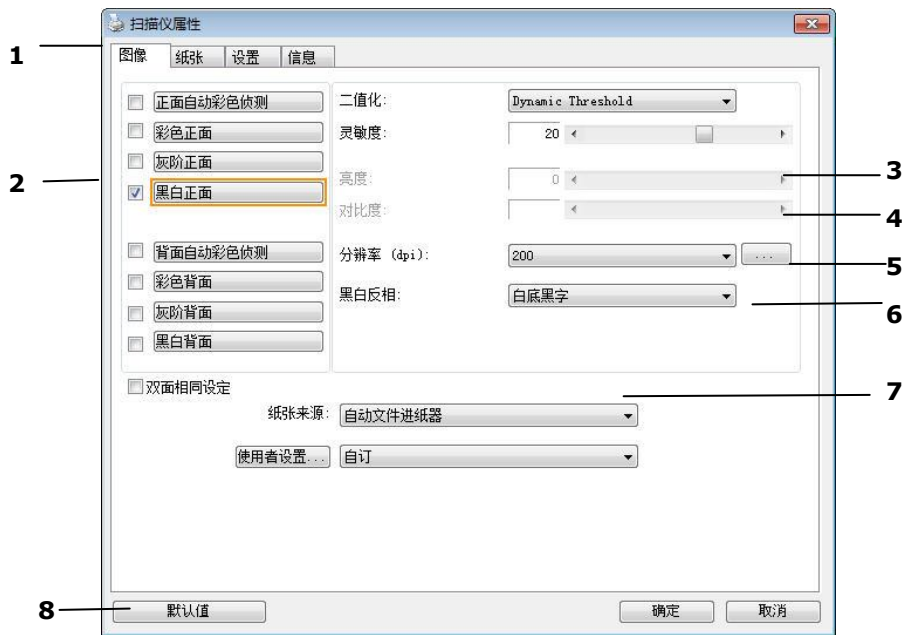 扫描仪属性
1
图像 纸张 设置 信息
正面自动彩色侦测
彩色正面
灰阶正面
黑白正面
2
背面自动彩色侦测
彩色背面
灰阶背面
黑白背面
二值化: Dynamic Threshold
灵敏度: 20
亮度: 0
3
对比度:
4
分辨率 (dpi): 200 ...
5
黑白反相: 白底黑字
6
双面相同设定
7
纸张来源: 自动文件进纸器
使用者设置... 自订
8
默认值 确定 取消